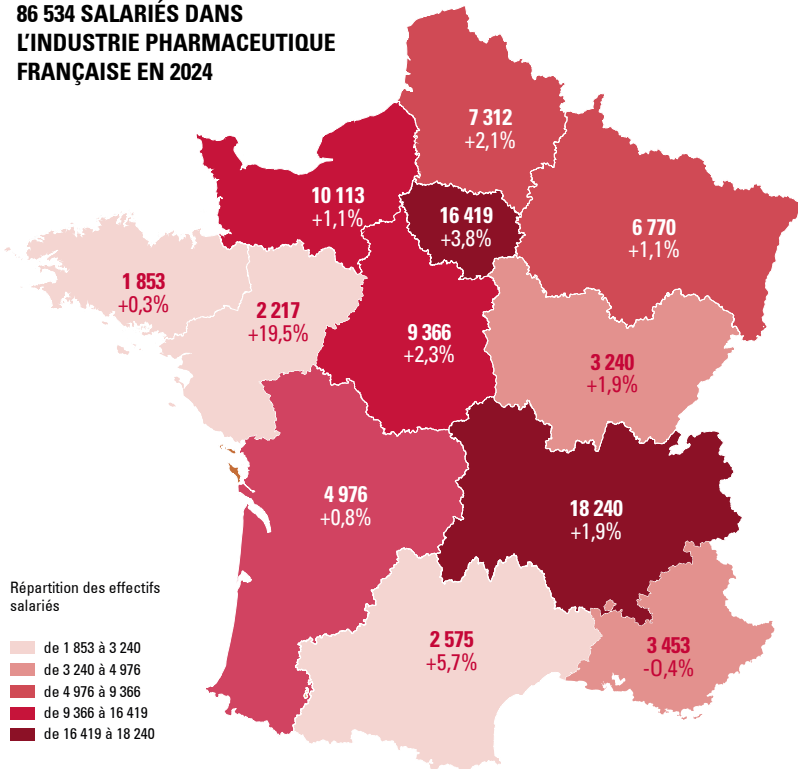 86 534 SALARIÉS DANS
L'INDUSTRIE PHARMACEUTIQUE
FRANÇAISE EN 2024
7 312
+2,1%
10 113
+1,1%
16 419
+3,8%
6 770
+1,1%
1 853
+0,3%
2 217
+19,5%
9 366
+2,3%
3 240
+1,9%
4 976
+0,8%
18 240
+1,9%
2 575
+5,7%
3 453
-0,4%
Répartition des effectifs
salariés
de 1 853 à 3 240
de 3 240 à 4 976
de 4 976 à 9 366
de 9 366 à 16 419
de 16 419 à 18 240